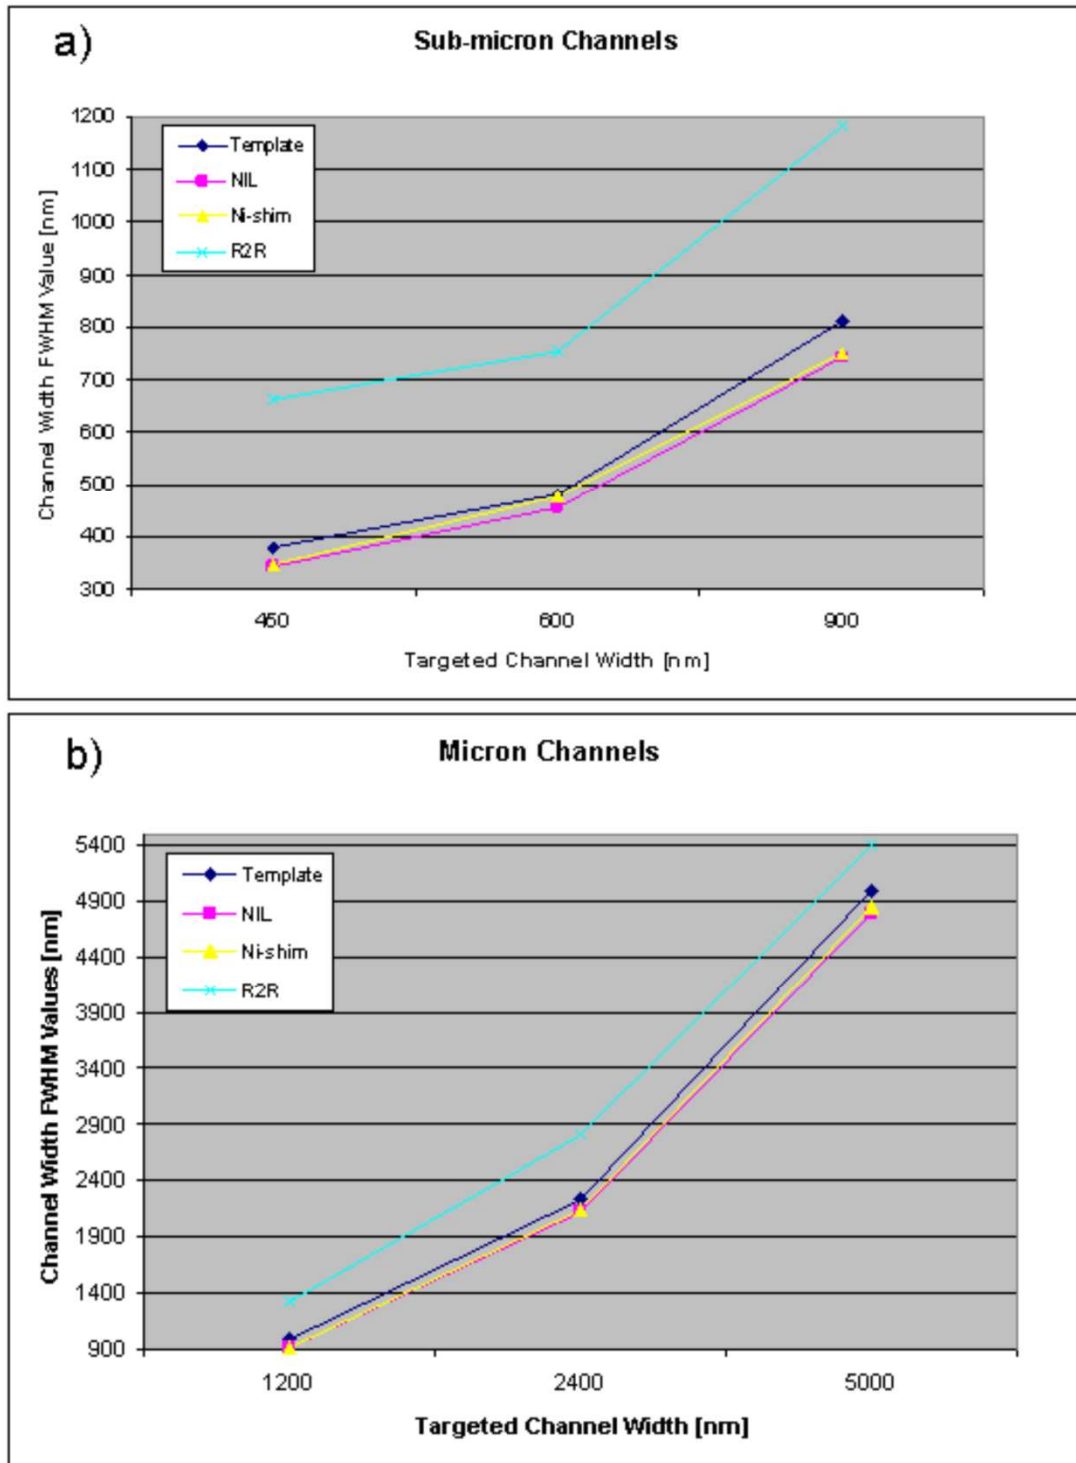 a)
Sub-micron Channels
1200
1100
1000
900
800
700
600
500
400
300
Channel Width FWHM Value [nm]
Template
NIL
Ni-shim
R2R
450
600
900
Targeted Channel Width [nm]
b)
Micron Channels
5400
4900
4400
3900
3400
2900
2400
1900
1400
900
Channel Width FWHM Values [nm]
Template
NIL
Ni-shim
R2R
1200
2400
5000
Targeted Channel Width [nm]